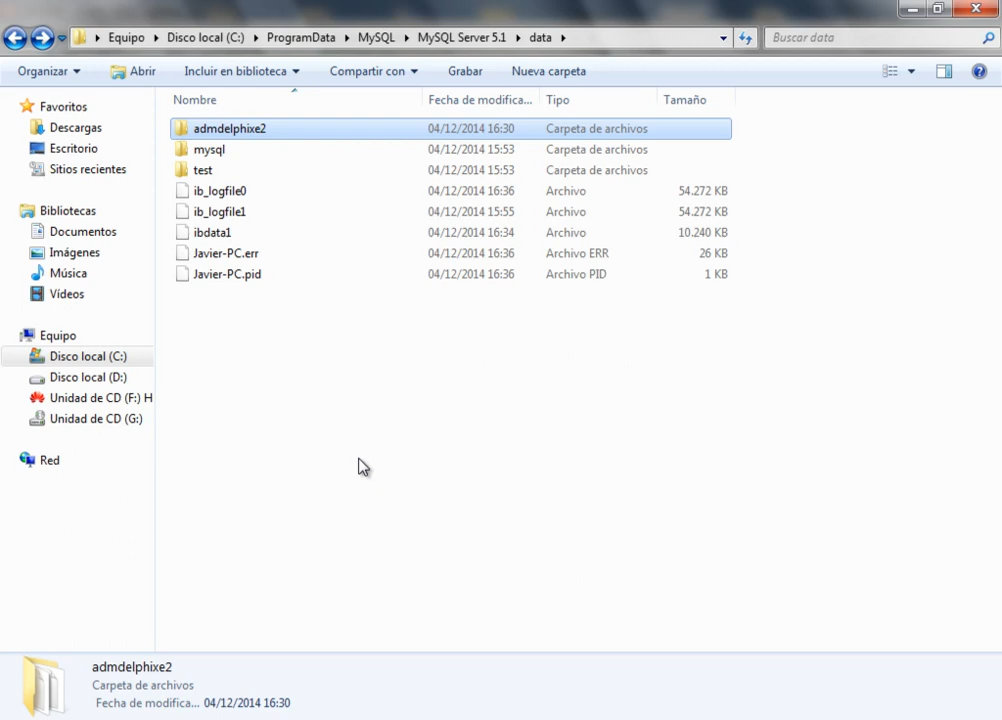 Equipo ▸ Disco local (C:) ▸ ProgramData ▸ MySQL ▸ MySQL Server 5.1 ▸ data ▸
Buscar data
Organizar Abrir Incluir en biblioteca Compartir con Grabar Nueva carpeta
Nombre Fecha de modifica... Tipo Tamaño
admdelphixe2 04/12/2014 16:30 Carpeta de archivos
mysql 04/12/2014 15:53 Carpeta de archivos
test 04/12/2014 15:53 Carpeta de archivos
ib_logfile0 04/12/2014 16:36 Archivo 54.272 KB
ib_logfile1 04/12/2014 15:55 Archivo 54.272 KB
ibdata1 04/12/2014 16:34 Archivo 10.240 KB
Javier-PC.err 04/12/2014 16:36 Archivo ERR 26 KB
Javier-PC.pid 04/12/2014 16:36 Archivo PID 1 KB
Favoritos
Descargas
Escritorio
Sitios recientes
Bibliotecas
Documentos
Imágenes
Música
Vídeos
Equipo
Disco local (C:)
Disco local (D:)
Unidad de CD (F:) H
Unidad de CD (G:)
Red
admdelphixe2
Carpeta de archivos
Fecha de modifica... 04/12/2014 16:30